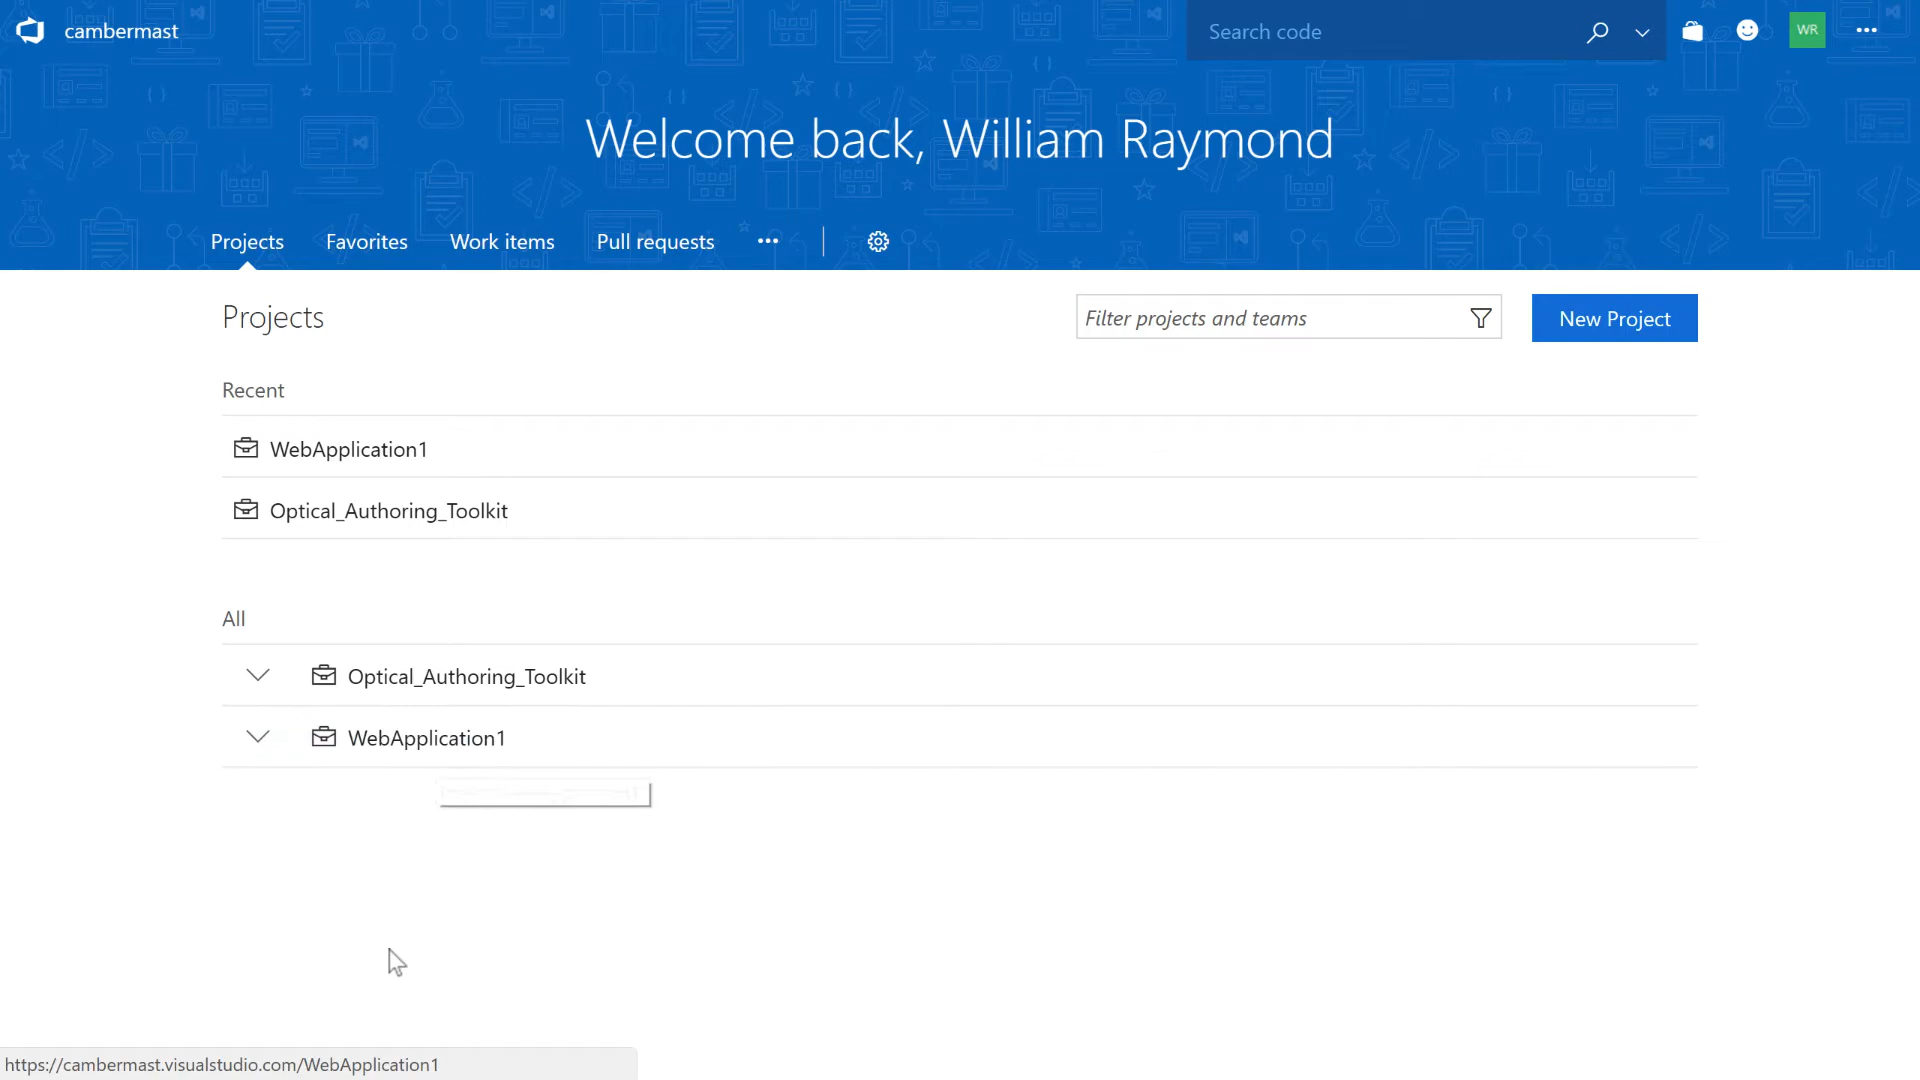 cambermast
Search code
WR
Welcome back, William Raymond
Projects
Favorites
Work items
Pull requests
Projects
Filter projects and teams
New Project
Recent
WebApplication1
Optical_Authoring_Toolkit
All
Optical_Authoring_Toolkit
WebApplication1
https://cambermast.visualstudio.com/WebApplication1